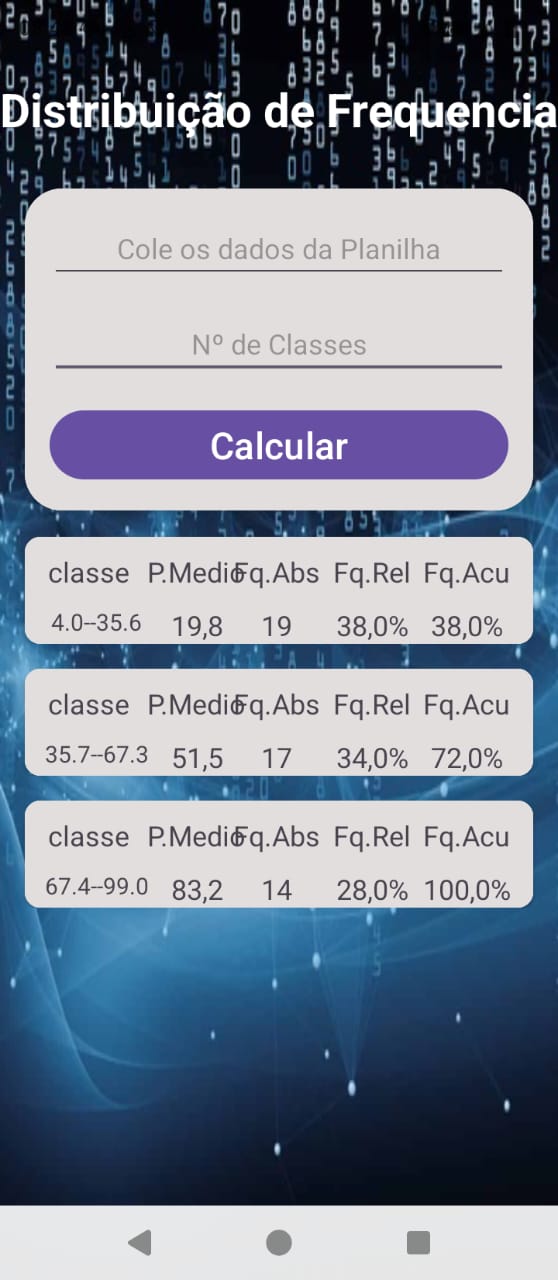 Distribuição de Frequencia
Cole os dados da Planilha
Nº de Classes
Calcular
classe P.Medio Fq.Abs Fq.Rel Fq.Acu
4.0--35.6 19,8 19 38,0% 38,0%
classe P.Medio Fq.Abs Fq.Rel Fq.Acu
35.7--67.3 51,5 17 34,0% 72,0%
classe P.Medio Fq.Abs Fq.Rel Fq.Acu
67.4--99.0 83,2 14 28,0% 100,0%